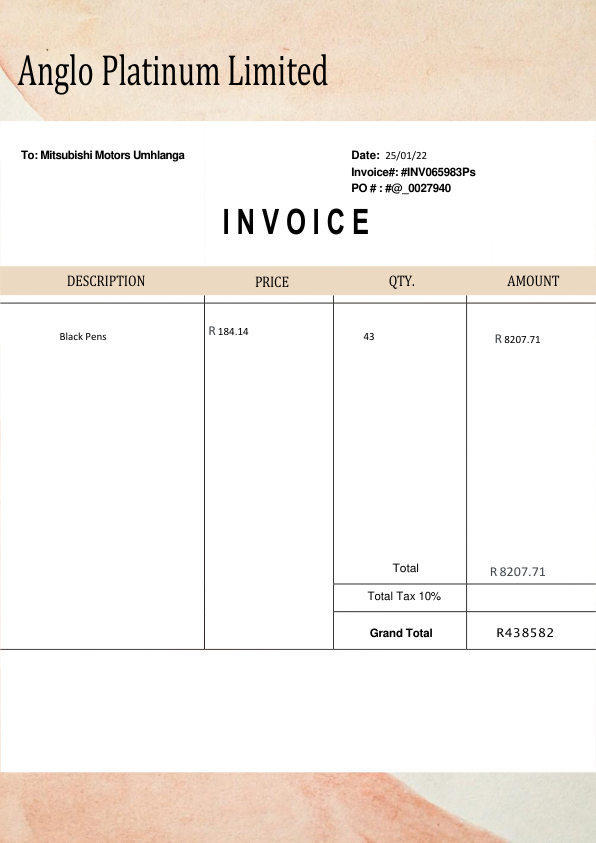 Anglo Platinum Limited
To: Mitsubishi Motors Umhlanga
Date: 25/01/22
Invoice#: #INV065983Ps
PO # : #@_0027940
INVOICE
DESCRIPTION PRICE QTY. AMOUNT
Black Pens R 184.14 43 R 8207.71
Total R 8207.71
Total Tax 10%
Grand Total R438582